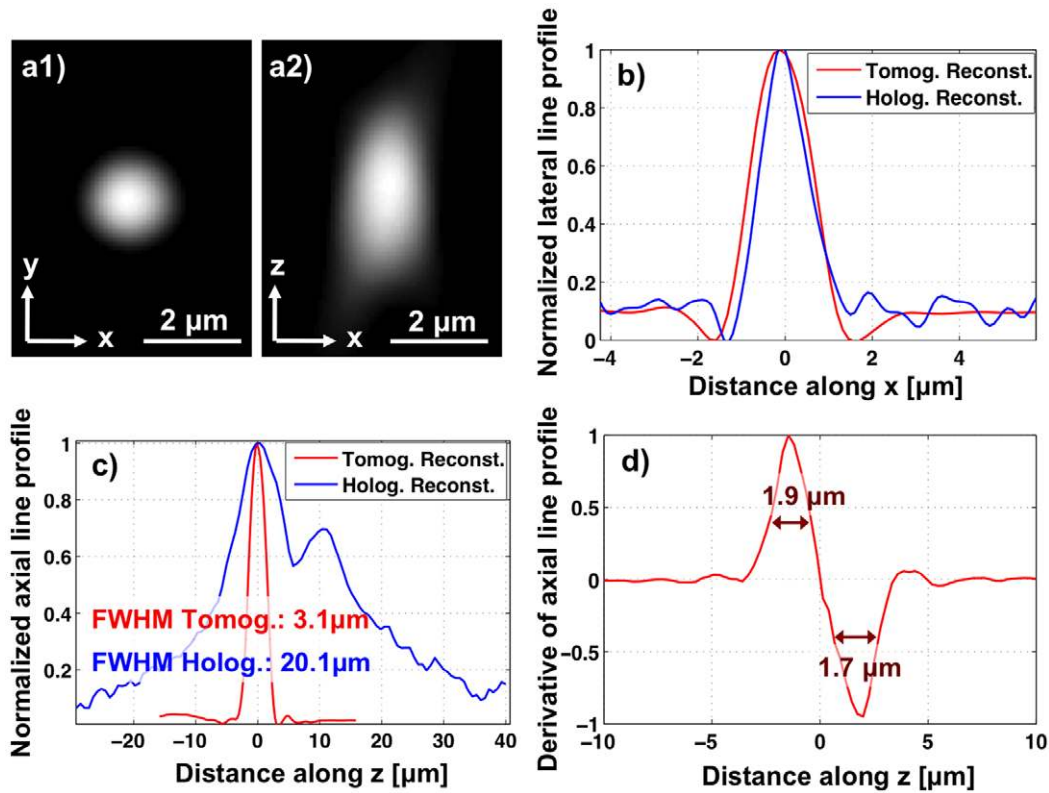 a1)
a2)
y
x
2 µm
z
x
2 µm
b)
Tomog. Reconst.
Holog. Reconst.
Normalized lateral line profile
1
0.8
0.6
0.4
0.2
0
−4
−2
0
2
4
Distance along x [µm]
c)
Tomog. Reconst.
Holog. Reconst.
Normalized axial line profile
1
0.8
0.6
0.4
0.2
FWHM Tomog.: 3.1µm
FWHM Holog.: 20.1µm
−20
−10
0
10
20
30
40
Distance along z [µm]
d)
Derivative of axial line profile
1
0.5
0
−0.5
−1
1.9 µm
1.7 µm
−10
−5
0
5
10
Distance along z [µm]